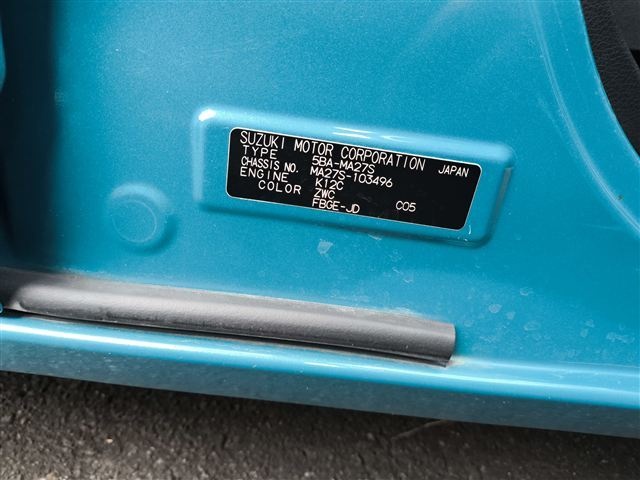 SUZUKI MOTOR CORPORATION JAPAN
TYPE 5BA-MA27S
CHASSIS NO. MA27S-103496
ENGINE K12C
COLOR ZWC C05
FBGE-JD